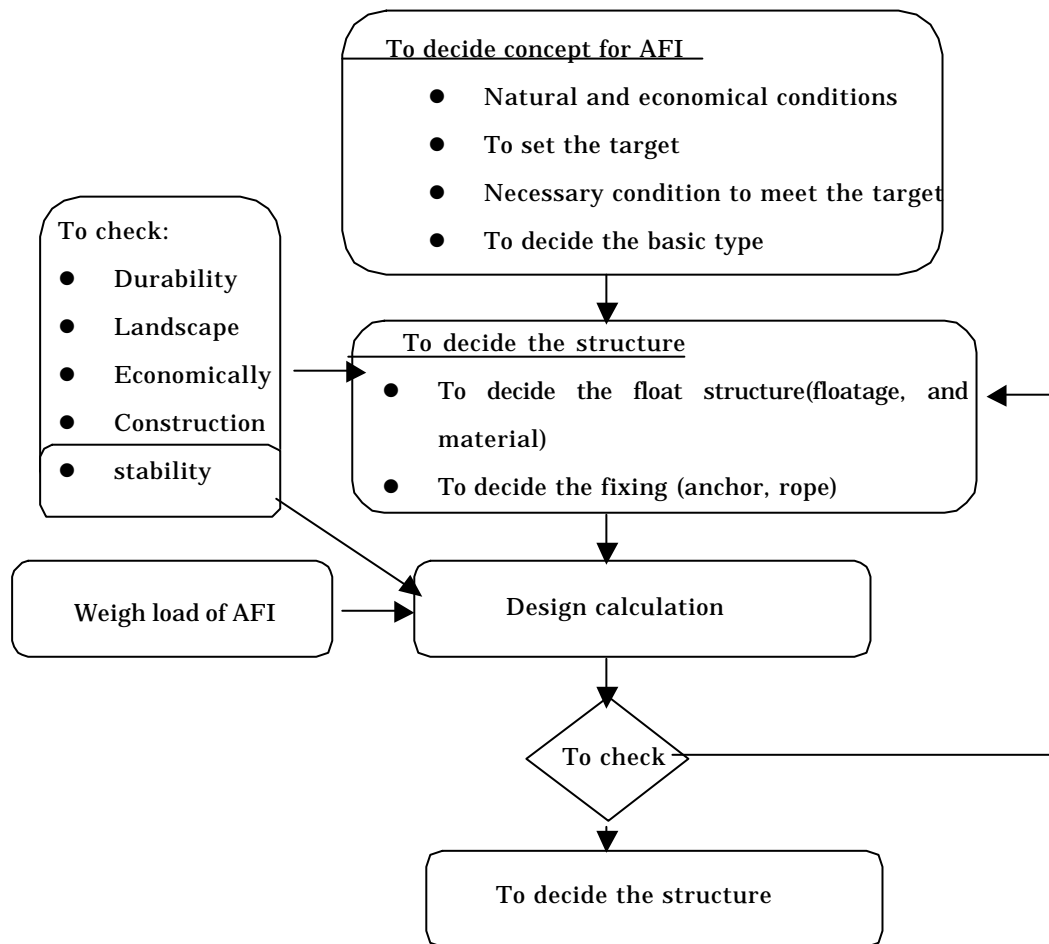 To decide concept for AFI
● Natural and economical conditions
● To set the target
● Necessary condition to meet the target
● To decide the basic type
To check:
● Durability
● Landscape
● Economically
● Construction
● stability
To decide the structure
● To decide the float structure(floatage, and
material)
● To decide the fixing (anchor, rope)
Weigh load of AFI
Design calculation
To check
To decide the structure